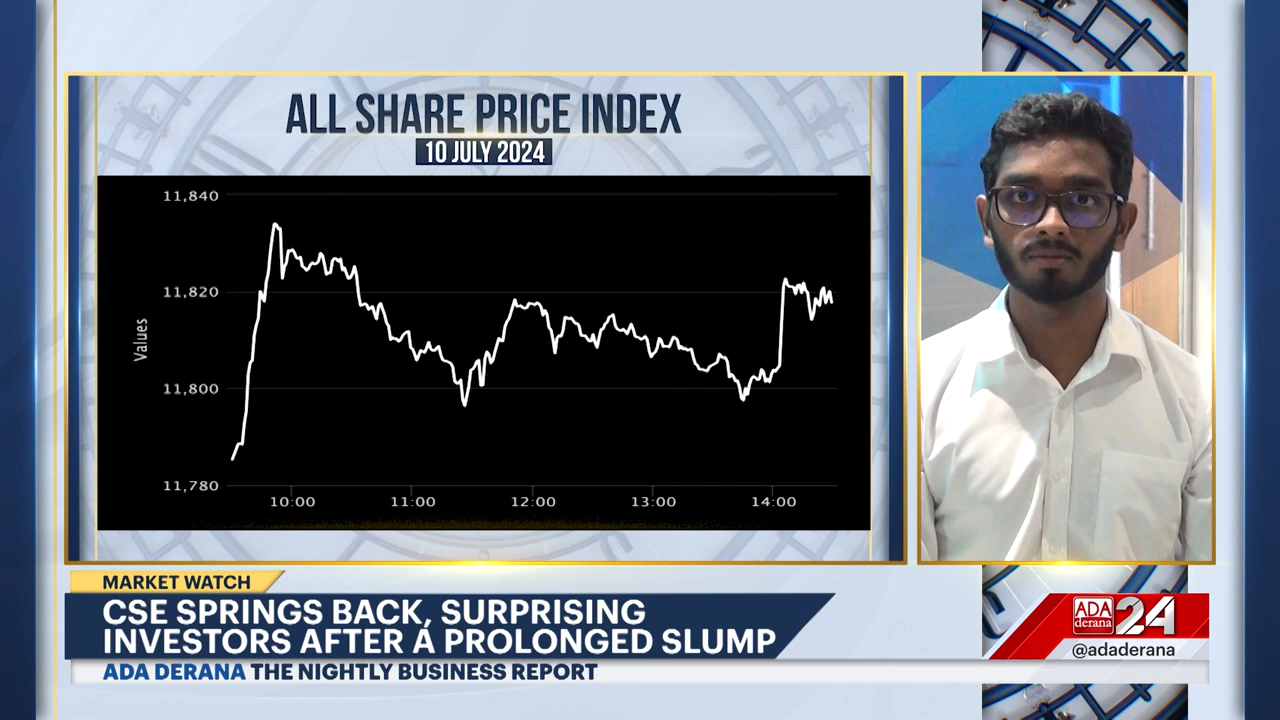 ALL SHARE PRICE INDEX
10 JULY 2024
11,840
11,820
11,800
11,780
Values
10:00
11:00
12:00
13:00
14:00
MARKET WATCH
CSE SPRINGS BACK, SURPRISING
INVESTORS AFTER A PROLONGED SLUMP
ADA DERANA THE NIGHTLY BUSINESS REPORT
ADA
derana
24
@adaderana